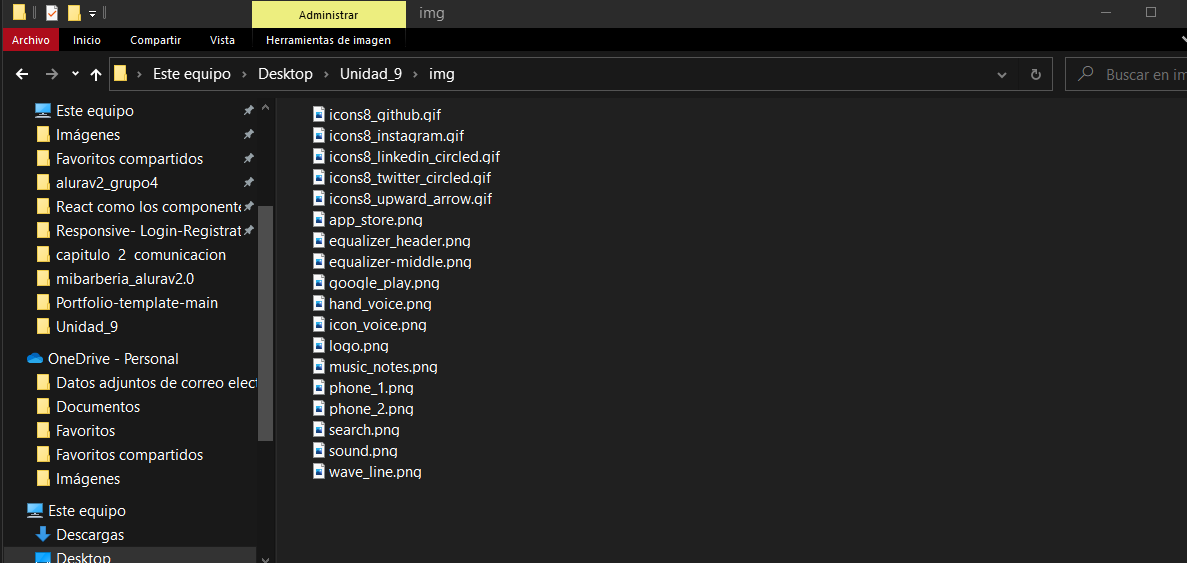 Administrar
img
Archivo
Inicio
Compartir
Vista
Herramientas de imagen
Este equipo
Desktop
Unidad_9
img
Buscar en im
Este equipo
Imágenes
Favoritos compartidos
alurav2_grupo4
React como los componente
Responsive- Login-Registrat
capitulo 2 comunicacion
mibarberia_alurav2.0
Portfolio-template-main
Unidad_9
OneDrive - Personal
Datos adjuntos de correo elect
Documentos
Favoritos
Favoritos compartidos
Imágenes
Este equipo
Descargas
Desktop
icons8_github.gif
icons8_instagram.gif
icons8_linkedin_circled.gif
icons8_twitter_circled.gif
icons8_upward_arrow.gif
app_store.png
equalizer_header.png
equalizer-middle.png
google_play.png
hand_voice.png
icon_voice.png
logo.png
music_notes.png
phone_1.png
phone_2.png
search.png
sound.png
wave_line.png